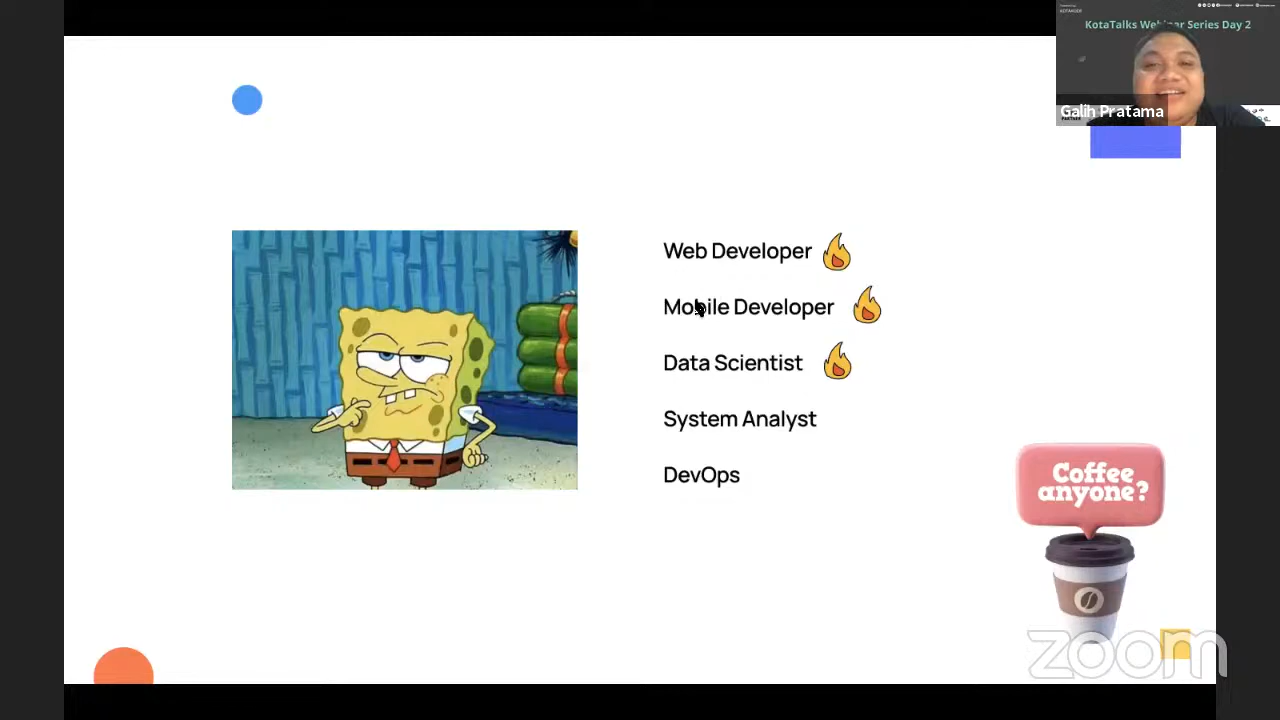 KotaTalks Webinar Series Day 2
Galih Pratama
Web Developer
Mobile Developer
Data Scientist
System Analyst
DevOps
Coffee
anyone?
zoom